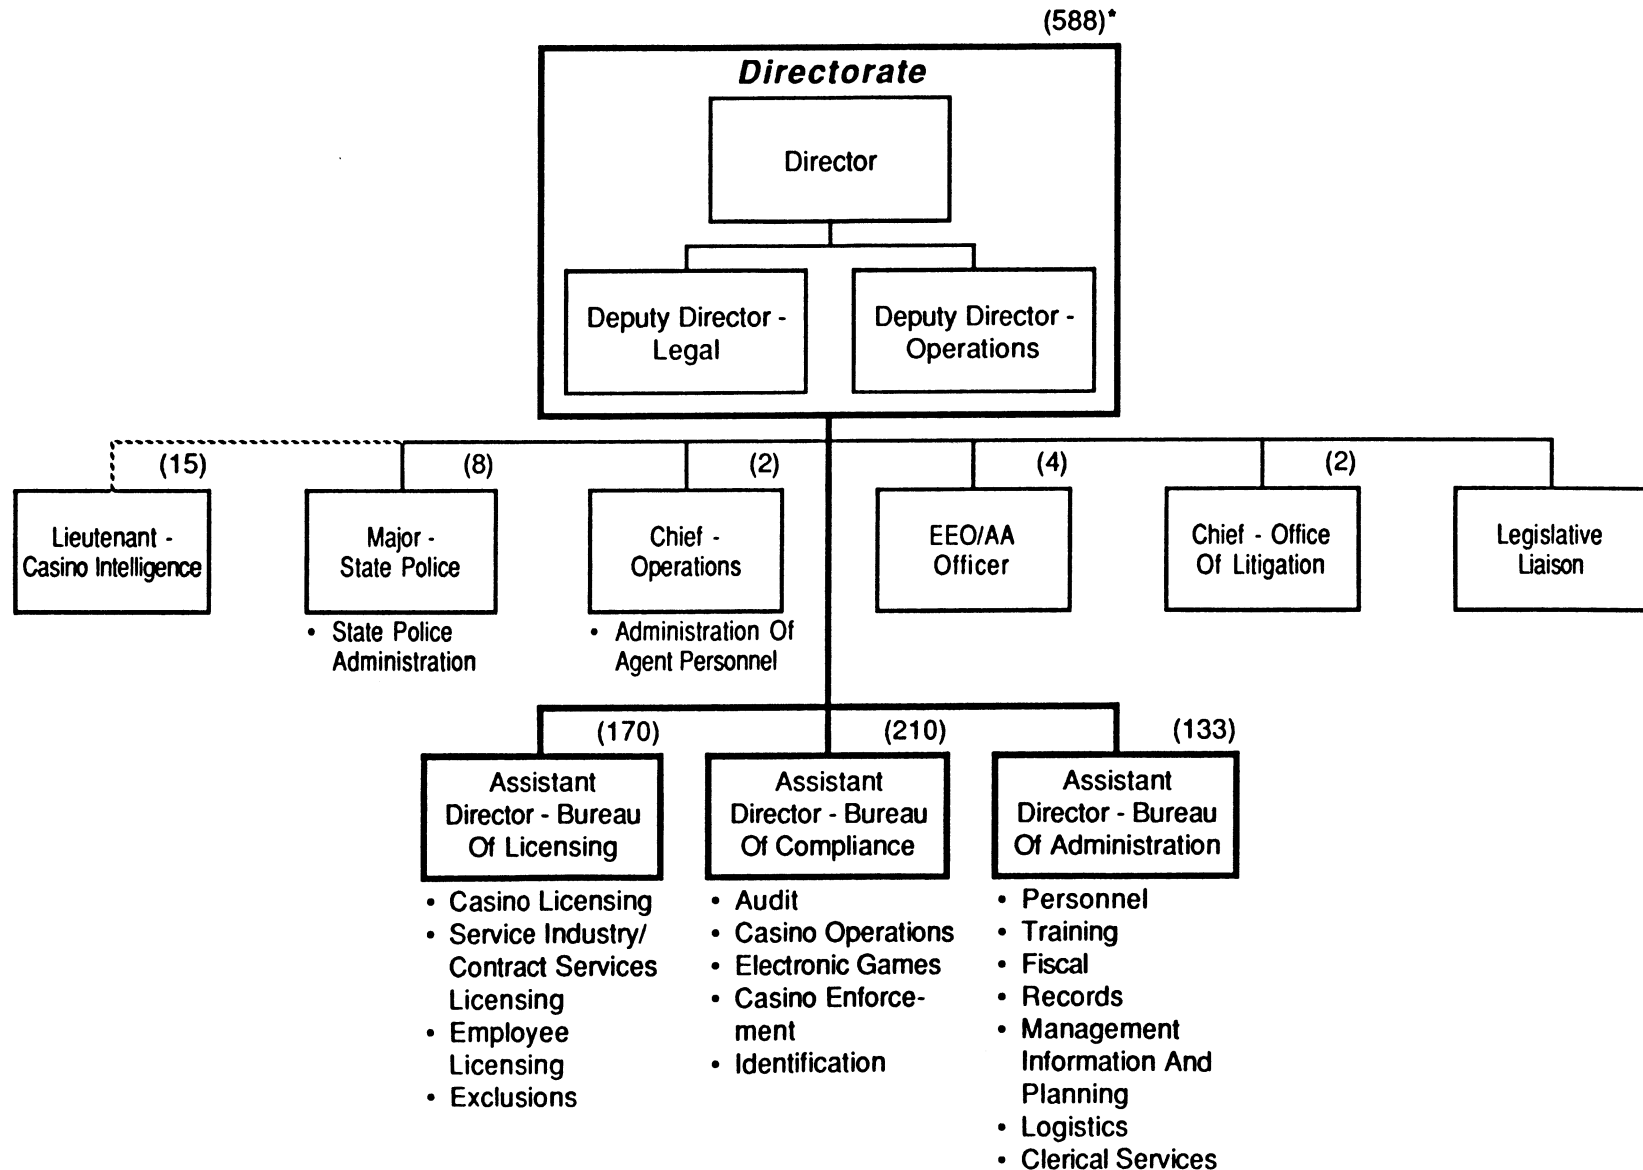 (588)*
Directorate
Director
Deputy Director -
Legal
Deputy Director -
Operations
(15)
(8)
(2)
(4)
(2)
Lieutenant -
Casino Intelligence
Major -
State Police
Chief -
Operations
EEO/AA
Officer
Chief - Office
Of Litigation
Legislative
Liaison
• State Police
Administration
• Administration Of
Agent Personnel
(170)
(210)
(133)
Assistant
Director - Bureau
Of Licensing
Assistant
Director - Bureau
Of Compliance
Assistant
Director - Bureau
Of Administration
• Casino Licensing
• Service Industry/
Contract Services
Licensing
• Employee
Licensing
• Exclusions
• Audit
• Casino Operations
• Electronic Games
• Casino Enforce-
ment
• Identification
• Personnel
• Training
• Fiscal
• Records
• Management
Information And
Planning
• Logistics
• Clerical Services